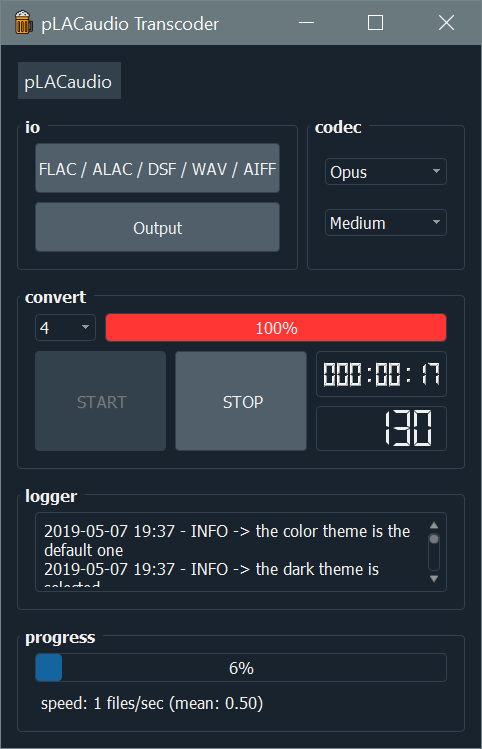 pLACaudio Transcoder
pLACaudio
io
codec
FLAC / ALAC / DSF / WAV / AIFF
Opus
Output
Medium
convert
4
100%
START
STOP
000:00:17
130
logger
2019-05-07 19:37 - INFO -> the color theme is the
default one
2019-05-07 19:37 - INFO -> the dark theme is
selected
progress
6%
speed: 1 files/sec (mean: 0.50)